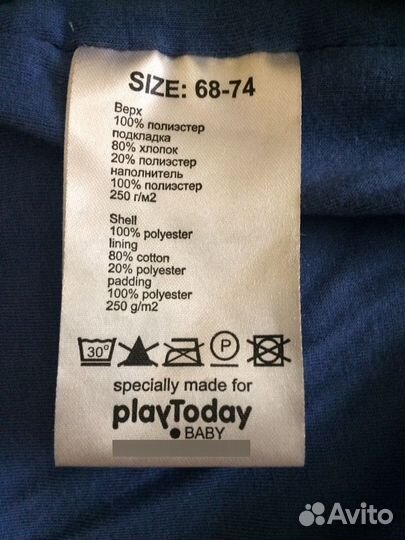 SIZE: 68-74
Верх
100% полиэстер
подкладка
80% хлопок
20% полиэстер
наполнитель
100% полиэстер
250 г/м2
Shell
100% polyester
lining
80% cotton
20% polyester
padding
100% polyester
250 g/m2
30° P
specially made for
playToday
BABY
Avito